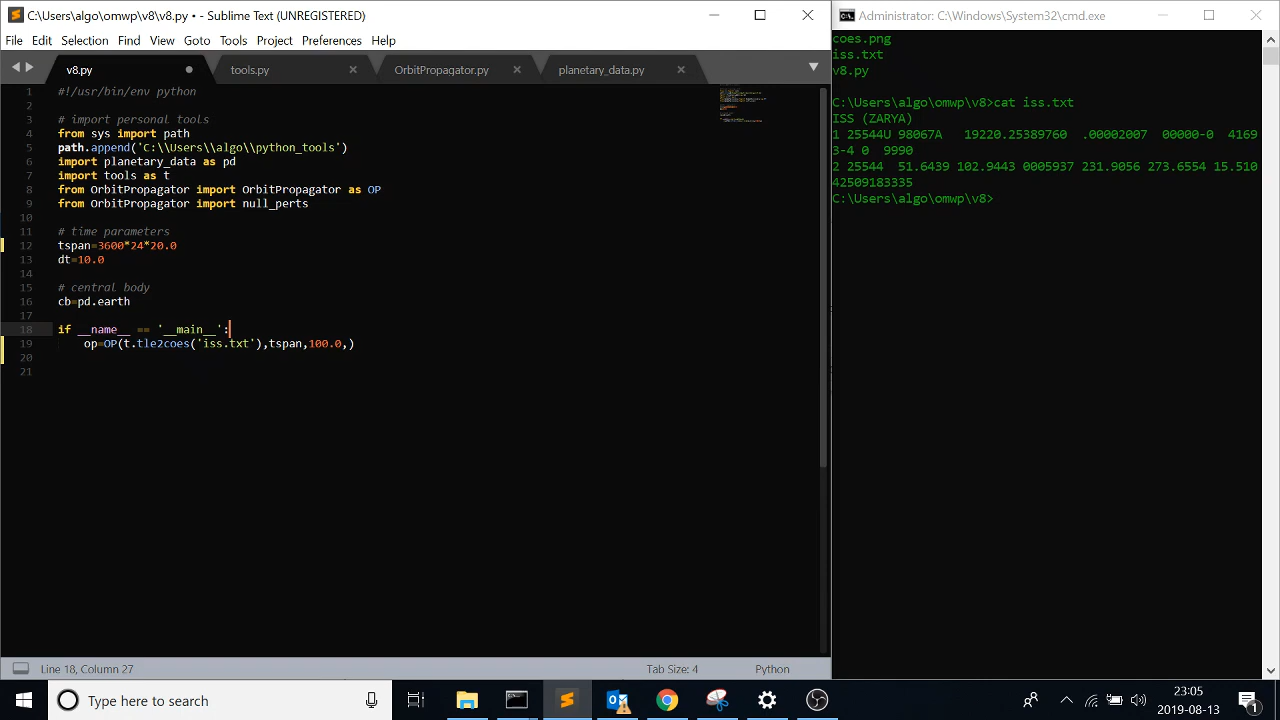 C:\Users\algo\omwp\v8\v8.py • - Sublime Text (UNREGISTERED)
File Edit Selection Find View Goto Tools Project Preferences Help
v8.py
tools.py
OrbitPropagator.py
planetary_data.py
1 #!/usr/bin/env python
2
3 # import personal tools
4 from sys import path
5 path.append('C:\\Users\\algo\\python_tools')
6 import planetary_data as pd
7 import tools as t
8 from OrbitPropagator import OrbitPropagator as OP
9 from OrbitPropagator import null_perts
10
11 # time parameters
12 tspan=3600*24*20.0
13 dt=10.0
14
15 # central body
16 cb=pd.earth
17
18 if __name__ == '__main__':
19 op=OP(t.tle2coes('iss.txt'),tspan,100.0,)
20
21
Line 18, Column 27
Tab Size: 4
Python
Administrator: C:\Windows\System32\cmd.exe
coes.png
iss.txt
v8.py
C:\Users\algo\omwp\v8>cat iss.txt
ISS (ZARYA)
1 25544U 98067A   19220.25389760  .00002007  00000-0  4169
3-4 0  9990
2 25544  51.6439 102.9443 0005937 231.9056 273.6554 15.510
42509183335
C:\Users\algo\omwp\v8>
Type here to search
23:05
2019-08-13
1